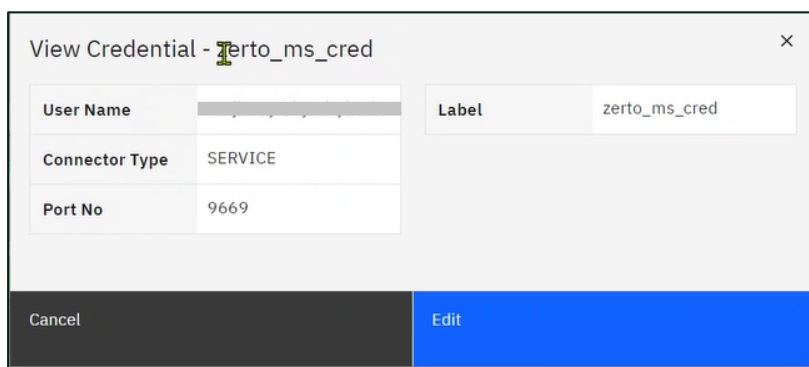 View Credential - zerto_ms_cred
User Name
Label
zerto_ms_cred
Connector Type
SERVICE
Port No
9669
Cancel
Edit